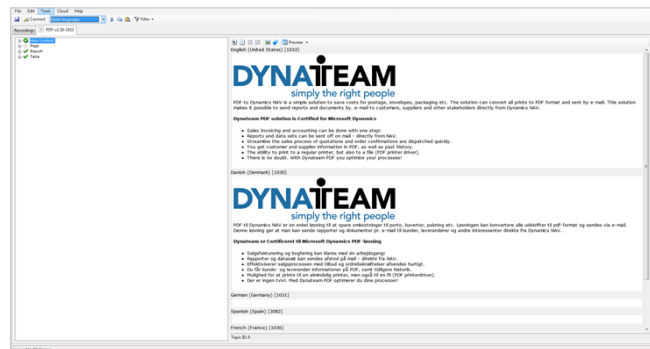 File Edit Tools Cloud Help
Connect Multilanguage Filter
Recordings PDF-v2.20-2013
Main Content
Page
Report
Table
Preview
English (United States) [1033]
DYNATEAM
simply the right people
PDF to Dynamics NAV is a simple solution to save costs for postage, envelopes, packaging etc. The solution can convert all prints to PDF format and sent by e-mail. This solution
makes it possible to send reports and documents by. e-mail to customers, suppliers and other stakeholders directly from Dynamics NAV.
Dynateam PDF solution is Certified for Microsoft Dynamics
Sales Invoicing and accounting can be done with one step!
Reports and data sets can be sent off on mail - directly from NAV.
Streamline the sales process of quotations and order confirmations are dispatched quickly.
You get customer and supplier information in PDF, as well as past history.
The ability to print to a regular printer, but also to a file (PDF printer driver).
There is no doubt. With Dynateam PDF you optimize your processes!
Danish (Denmark) [1030]
DYNATEAM
simply the right people
PDF til Dynamics NAV er en enkel løsning til at spare omkostninger til porto, kuverter, pakning etc. Løsningen kan konvertere alle udskrifter til pdf-format og sendes via e-mail.
Denne løsning gør at man kan sende rapporter og dokumenter pr. e-mail til kunder, leverandører og andre interessenter direkte fra Dynamics NAV.
Dynateam er Certificeret til Microsoft Dynamics PDF-løsning
Salgsfakturering og bogføring kan klares med én arbejdsgang!
Rapporter og datasæt kan sendes afsted på mail - direkte fra NAV.
Effektiviserer salgsprocessen med tilbud og ordrebekræftelser afsendes hurtigt.
Du får kunde- og leverandør informationer på PDF, samt tidligere historik.
Mulighed for at printe til en almindelig printer, men også til en fil (PDF printerdriver).
Der er ingen tvivl. Med Dynateam PDF optimerer du dine processer!
German (Germany) [1031]
Spanish (Spain) [3082]
French (France) [1036]
Topic ID:0